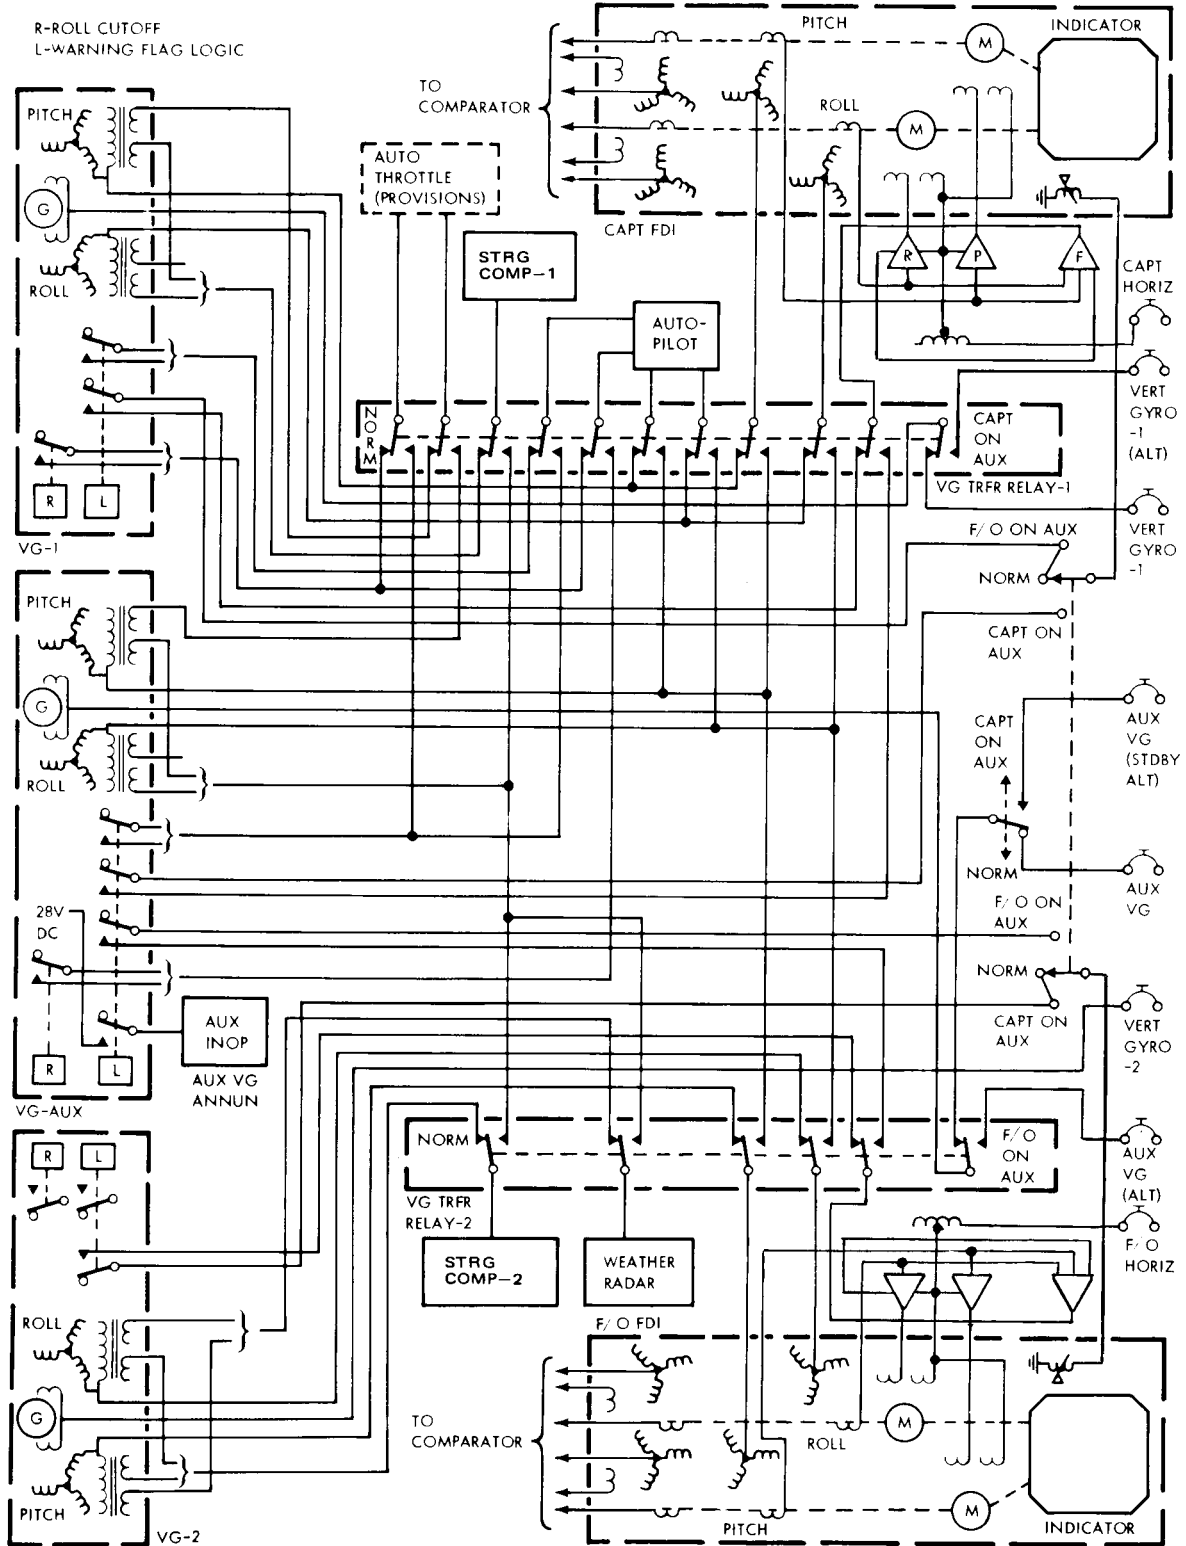 R-ROLL CUTOFF
L-WARNING FLAG LOGIC
PITCH
INDICATOR
M
TO
COMPARATOR
ROLL
M
CAPT FDI
PITCH
G
ROLL
R
L
VG-1
AUTO
THROTTLE
(PROVISIONS)
STRG
COMP-1
AUTO-
PILOT
R
P
F
CAPT
HORIZ
VERT
GYRO
-1
(ALT)
NORM
CAPT
ON
AUX
VG TRFR RELAY-1
VERT
GYRO
-1
F/O ON AUX
NORM
CAPT ON
AUX
PITCH
G
ROLL
28V
DC
R
L
VG-AUX
AUX
INOP
AUX VG
ANNUN
CAPT
ON
AUX
NORM
AUX
VG
(STDBY
ALT)
AUX
VG
F/O ON
AUX
NORM
CAPT ON
AUX
VERT
GYRO
-2
NORM
F/O
ON
AUX
VG TRFR
RELAY-2
AUX
VG
(ALT)
F/O
HORIZ
STRG
COMP-2
WEATHER
RADAR
R
L
ROLL
G
PITCH
VG-2
F/O FDI
TO
COMPARATOR
M
ROLL
M
PITCH
INDICATOR